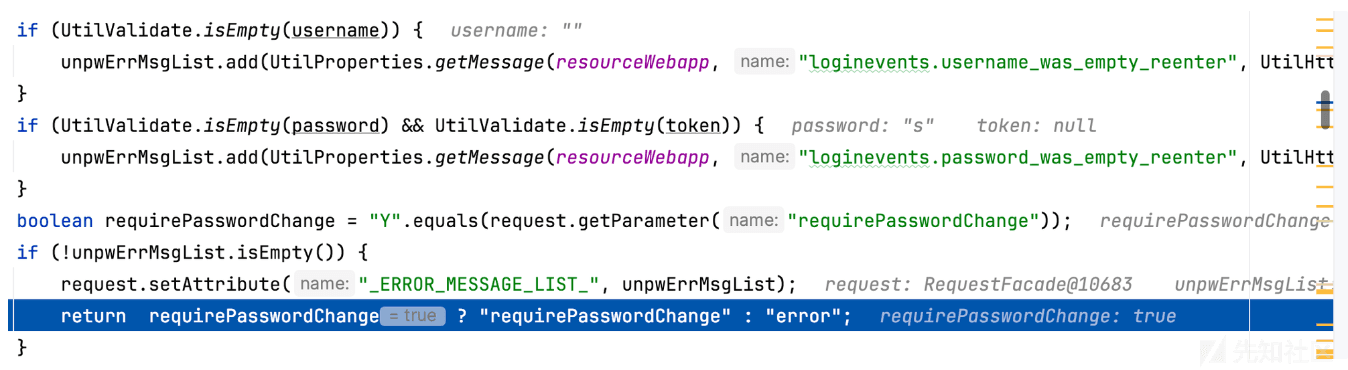 if (UtilValidate.isEmpty(username)) { username: ""
unpwErrMsgList.add(UtilProperties.getMessage(resourceWebapp, name: "loginevents.username_was_empty_reenter", UtilHtt
}
if (UtilValidate.isEmpty(password) && UtilValidate.isEmpty(token)) { password: "s" token: null
unpwErrMsgList.add(UtilProperties.getMessage(resourceWebapp, name: "loginevents.password_was_empty_reenter", UtilHtt
}
boolean requirePasswordChange = "Y".equals(request.getParameter( name: "requirePasswordChange")); requirePasswordChange
if (!unpwErrMsgList.isEmpty()) {
request.setAttribute( name: "_ERROR_MESSAGE_LIST_", unpwErrMsgList); request: RequestFacade@10683 unpwErrMsgList
return requirePasswordChange = true ? "requirePasswordChange" : "error"; requirePasswordChange: true
}
先知社